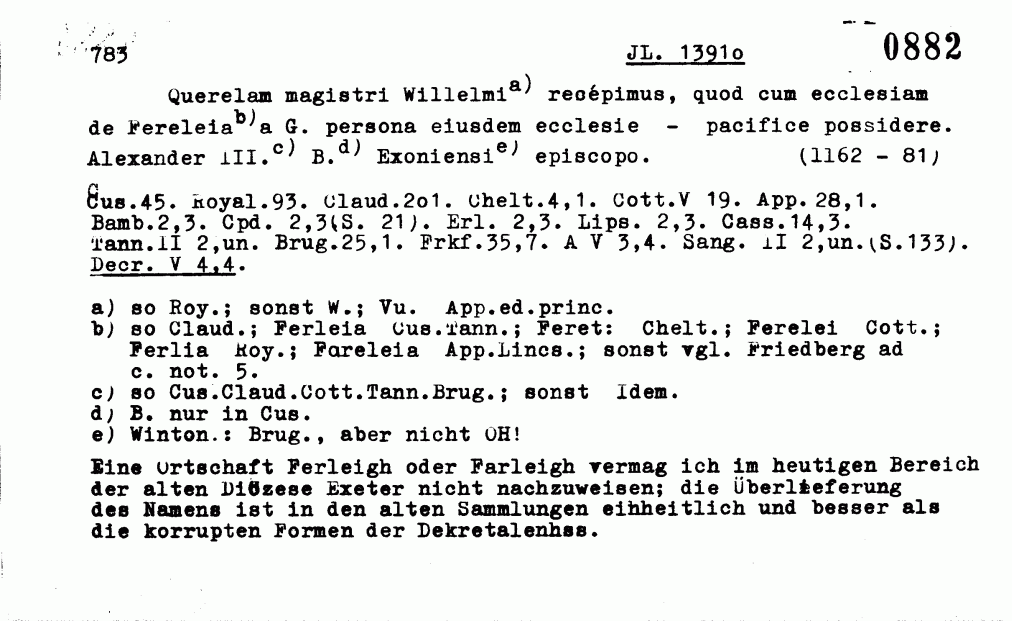 783 JL. 1391o 0882
Querelam magistri Willelmi a) recépimus, quod cum ecclesiam
de Fereleia b) a G. persona eiusdem ecclesie - pacifice possidere.
Alexander III. c) B. d) Exoniensi e) episcopo. (1162 - 81)
Cus.45. Royal.93. Claud.2o1. Chelt.4,1. Cott.V 19. App.28,1.
Bamb.2,3. Cpd. 2,3(S. 21). Erl. 2,3. Lips. 2,3. Cass.14,3.
Tann.II 2,un. Brug.25,1. Frkf.35,7. A V 3,4. Sang. II 2,un.(S.133).
Decr. V 4,4.
a) so Roy.; sonst W.; Vu. App.ed.princ.
b) so Claud.; Ferleia Cus.Tann.; Feret: Chelt.; Ferelei Cott.;
Ferlia Roy.; Fareleia App.Lincs.; sonst vgl. Friedberg ad
c. not. 5.
c) so Cus.Claud.Cott.Tann.Brug.; sonst Idem.
d) B. nur in Cus.
e) Winton.: Brug., aber nicht OH!
Eine Ortschaft Ferleigh oder Farleigh vermag ich im heutigen Bereich
der alten Diözese Exeter nicht nachzuweisen; die Überlieferung
des Namens ist in den alten Sammlungen eihheitlich und besser als
die korrupten Formen der Dekretalenhss.